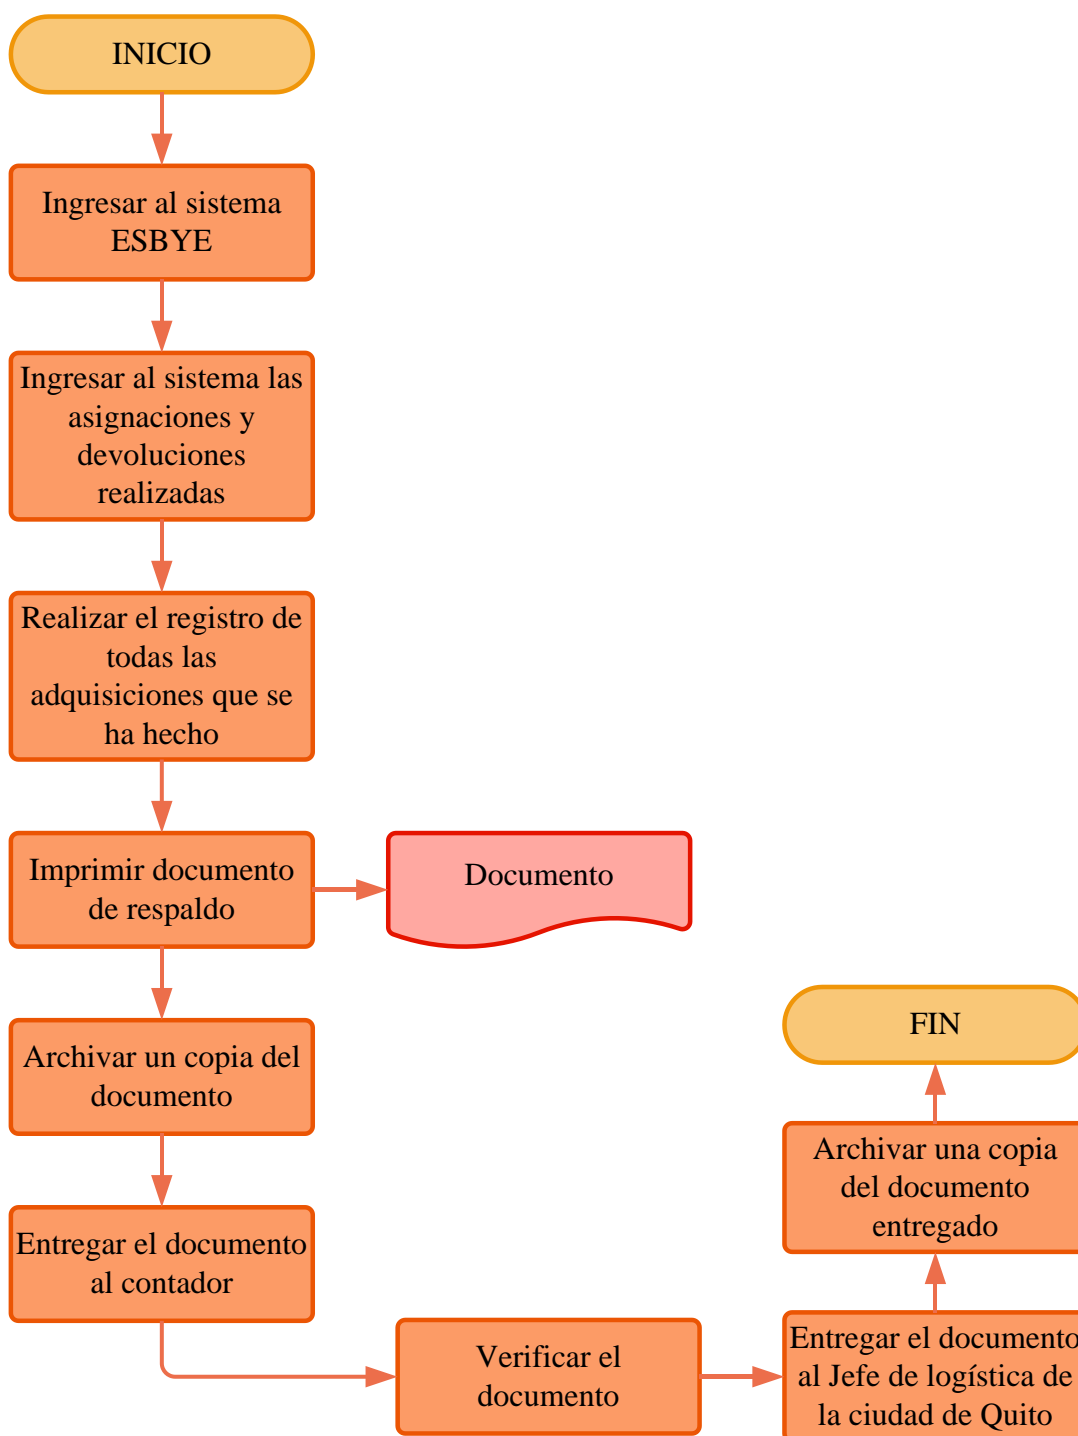 INICIO
Ingresar al sistema
ESBYE
Ingresar al sistema las
asignaciones y
devoluciones
realizadas
Realizar el registro de
todas las
adquisiciones que se
ha hecho
Imprimir documento
de respaldo
Documento
Archivar un copia del
documento
Entregar el documento
al contador
Verificar el
documento
Entregar el documento
al Jefe de logística de
la ciudad de Quito
Archivar una copia
del documento
entregado
FIN